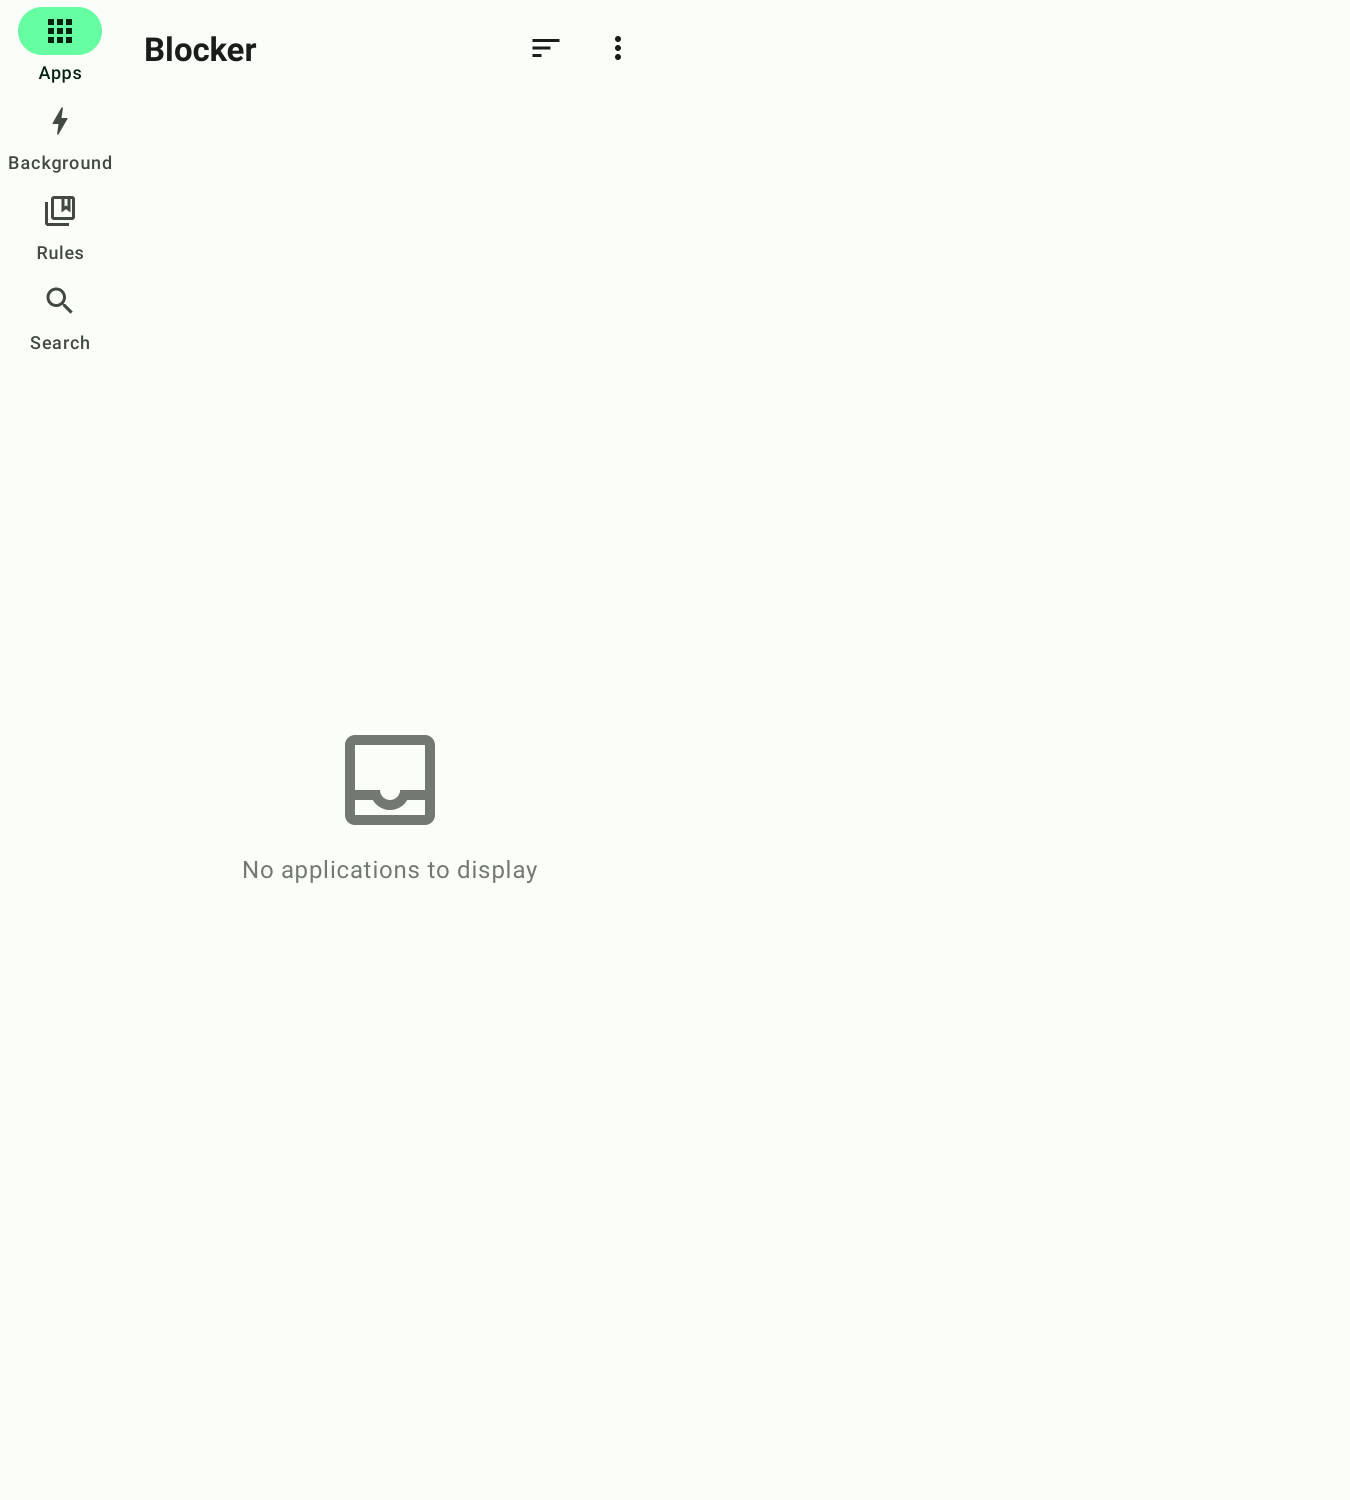 Apps
Background
Rules
Search
Blocker
No applications to display